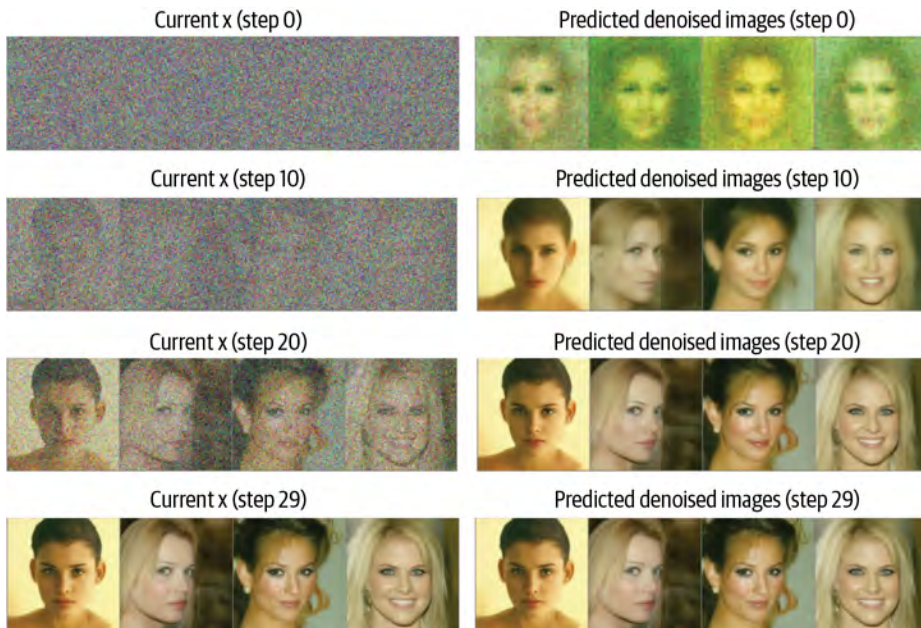 Current x (step 0)
Predicted denoised images (step 0)
Current x (step 10)
Predicted denoised images (step 10)
Current x (step 20)
Predicted denoised images (step 20)
Current x (step 29)
Predicted denoised images (step 29)